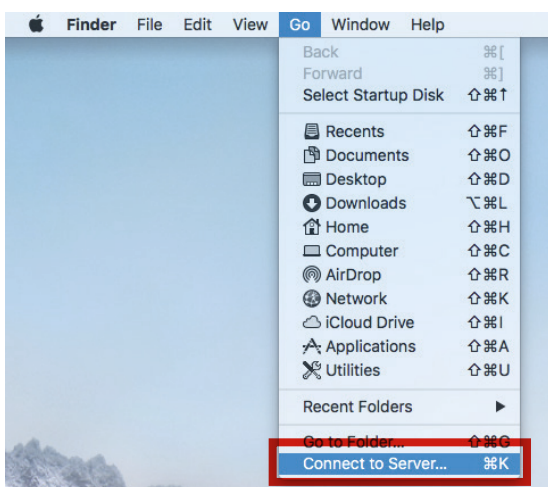 Finder File Edit View Go Window Help
Back ⌘[
Forward ⌘]
Select Startup Disk ⇧⌘↑
Recents ⇧⌘F
Documents ⇧⌘O
Desktop ⇧⌘D
Downloads ⌥⌘L
Home ⇧⌘H
Computer ⇧⌘C
AirDrop ⇧⌘R
Network ⇧⌘K
iCloud Drive ⇧⌘I
Applications ⇧⌘A
Utilities ⇧⌘U
Recent Folders ▶
Go to Folder... ⇧⌘G
Connect to Server... ⌘K